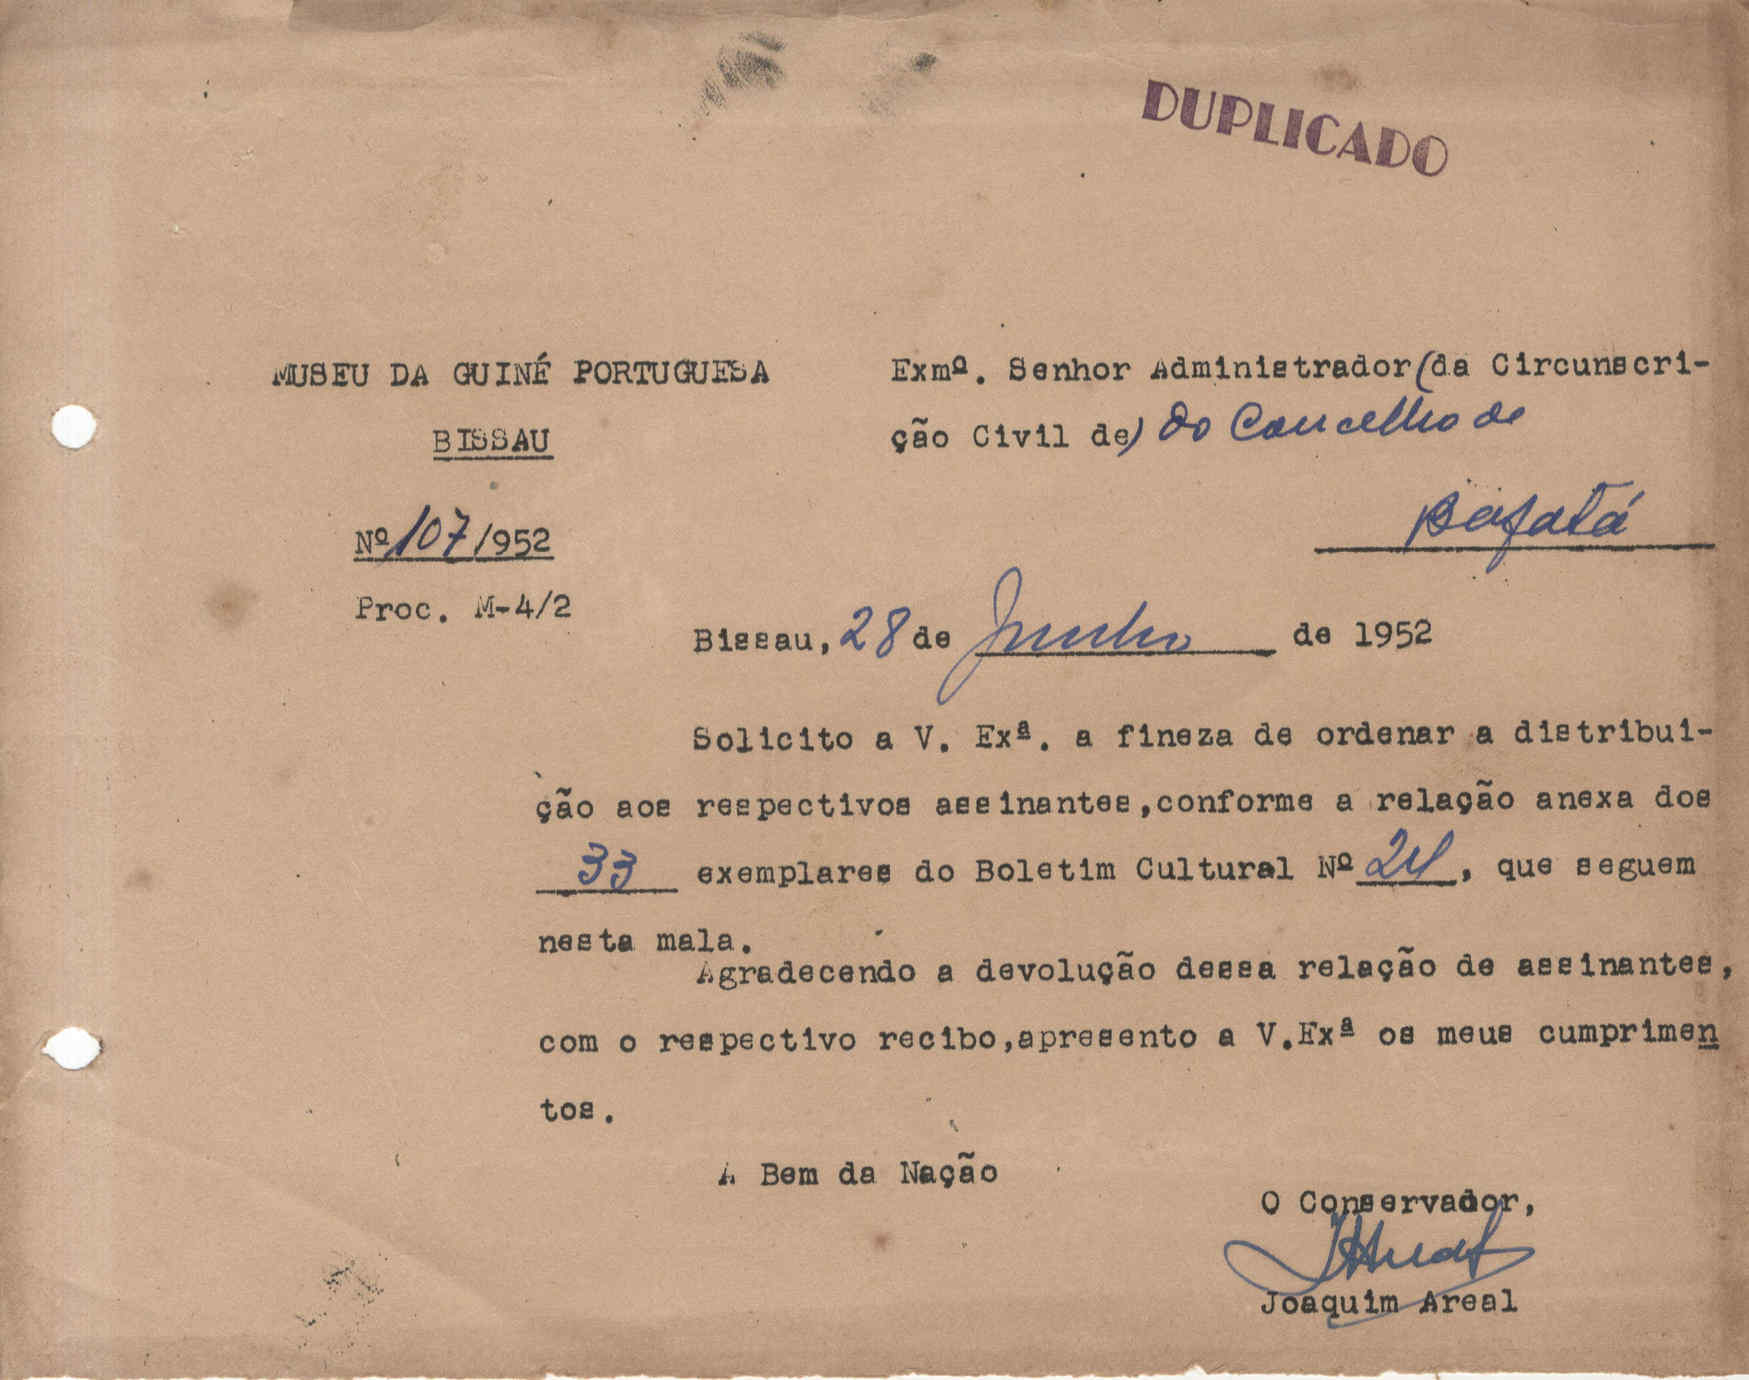 DUPLICADO
MUSEU DA GUINÉ PORTUGUESA
BISSAU
Nº 107/952
Proc. M-4/2
Exmº. Senhor Administrador (da Circunscri-
ção Civil de) do Concelho de
Bafatá
Bissau, 28 de Junho de 1952
Solicito a V. Exª. a fineza de ordenar a distribui-
ção aos respectivos assinantes, conforme a relação anexa dos
33 exemplares do Boletim Cultural Nº 24, que seguem
nesta mala.
Agradecendo a devolução dessa relação de assinantes,
com o respectivo recibo, apresento a V.Exª os meus cumprimen
tos.
A Bem da Nação
O Conservador,
Joaquim Areal